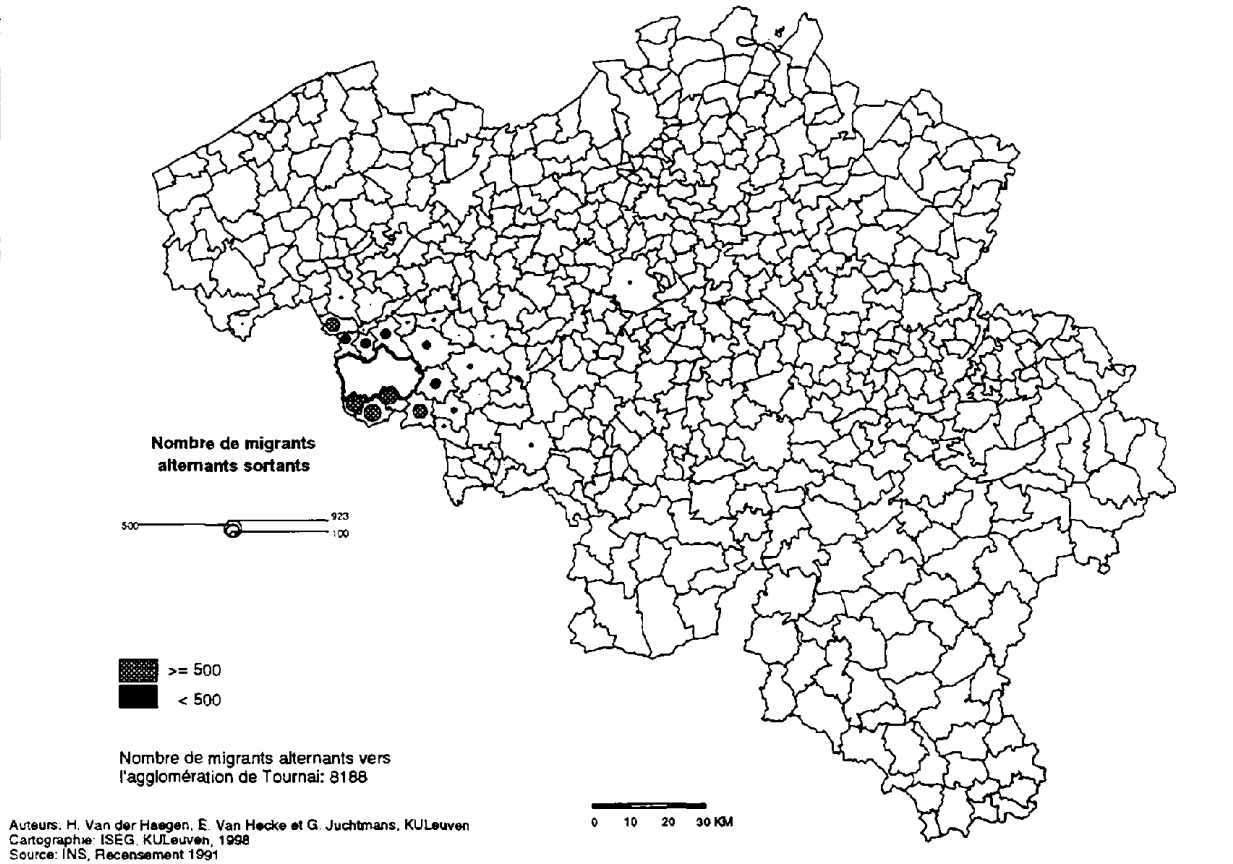 Nombre de migrants
alternants sortants
500
923
100
>= 500
< 500
Nombre de migrants alternants vers
l'agglomération de Tournai: 8188
0 10 20 30 KM
Auteurs: H. Van der Haegen, E. Van Hecke et G. Juchtmans, KULeuven
Cartographie: ISEG, KULeuven, 1998
Source: INS, Recensement 1991